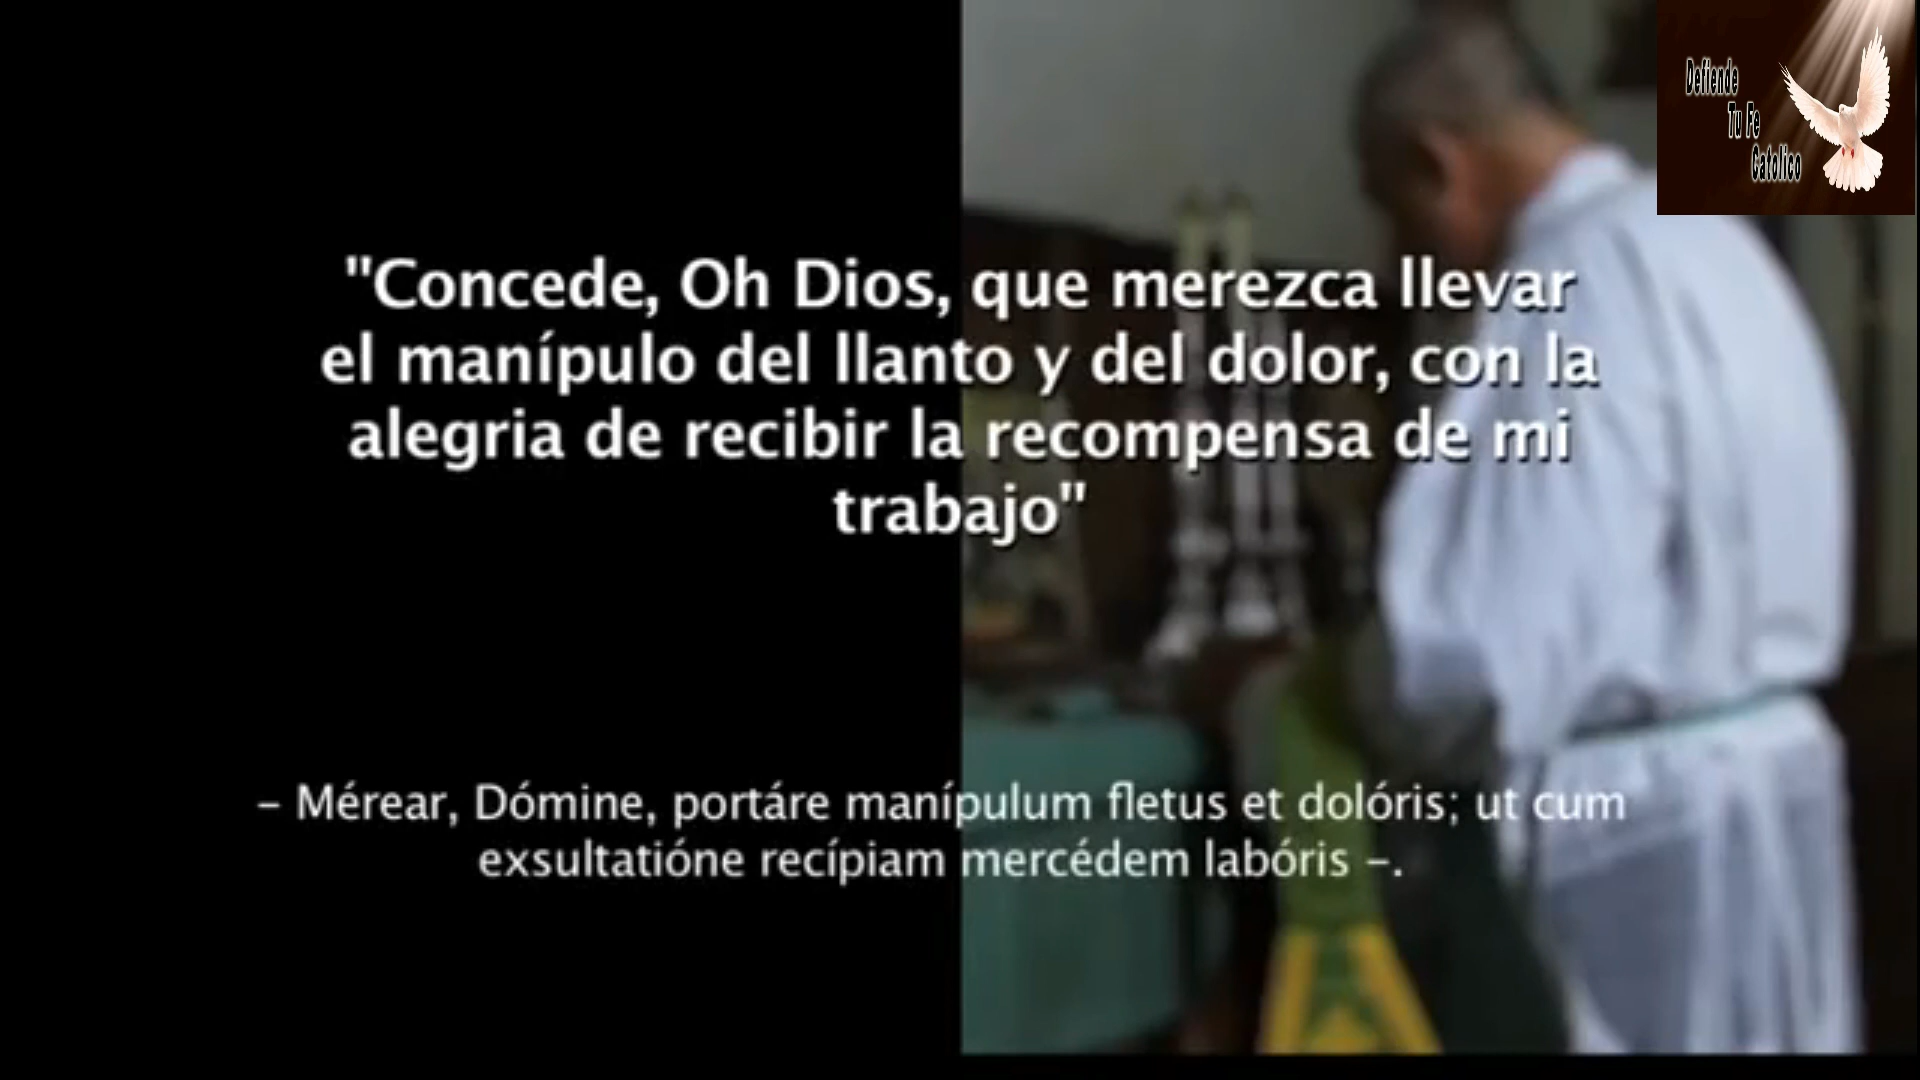 Defiende
Tu Fe
Catolico
"Concede, Oh Dios, que merezca llevar
el manípulo del llanto y del dolor, con la
alegria de recibir la recompensa de mi
trabajo"
– Mérear, Dómine, portáre manípulum fletus et dolóris; ut cum
exsultatióne recípiam mercédem labóris –.